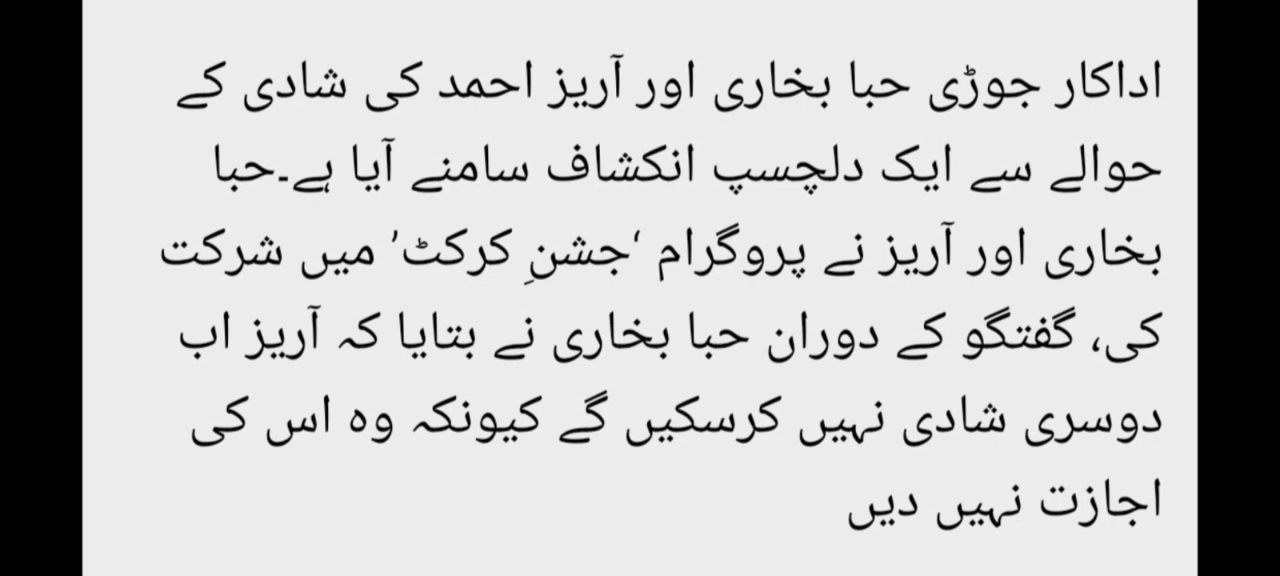 اداکار جوڑی حبا بخاری اور آریز احمد کی شادی کے
حوالے سے ایک دلچسپ انکشاف سامنے آیا ہے۔حبا
بخاری اور آریز نے پروگرام ‘جشنِ کرکٹ’ میں شرکت
کی، گفتگو کے دوران حبا بخاری نے بتایا کہ آریز اب
دوسری شادی نہیں کرسکیں گے کیونکہ وہ اس کی
اجازت نہیں دیں